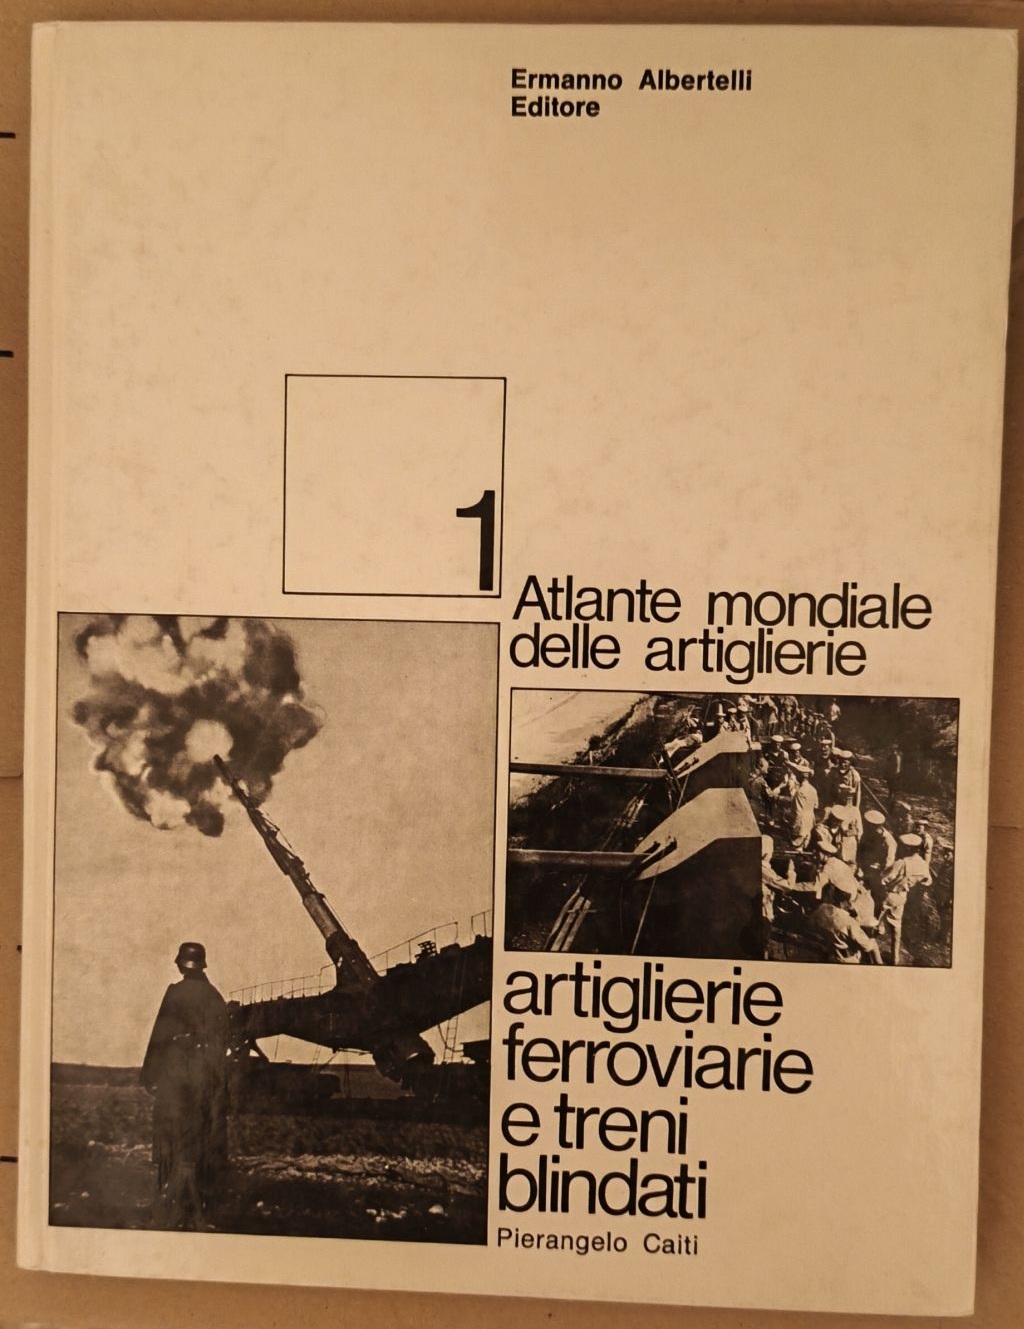 Ermanno Albertelli
Editore
1
Atlante mondiale
delle artiglierie
artiglierie
ferroviarie
e treni
blindati
Pierangelo Caiti